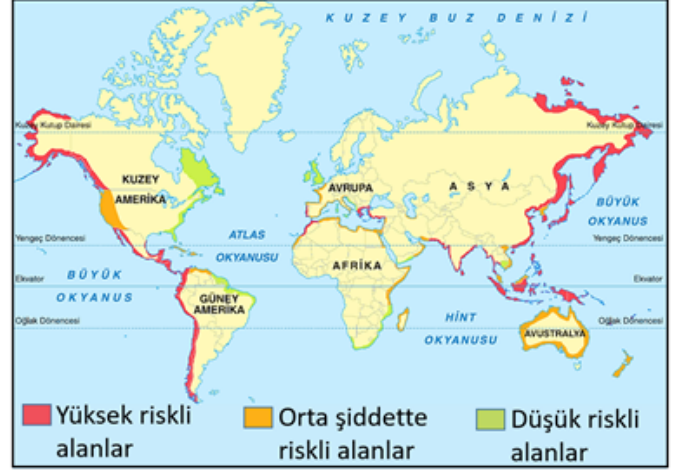 KUZEY BUZ DENİZİ
Kuzey Kutup Dairesi
Kuzey Kutup Dairesi
KUZEY
AMERİKA
AVRUPA
ASYA
BÜYÜK
OKYANUS
ATLAS
OKYANUSU
Yengeç Dönencesi
Yengeç Dönencesi
AFRİKA
BÜYÜK
OKYANUS
Ekvator
Ekvator
GÜNEY
AMERİKA
HİNT
OKYANUSU
Oğlak Dönencesi
Oğlak Dönencesi
AVUSTRALYA
Yüksek riskli
alanlar
Orta şiddette
riskli alanlar
Düşük riskli
alanlar